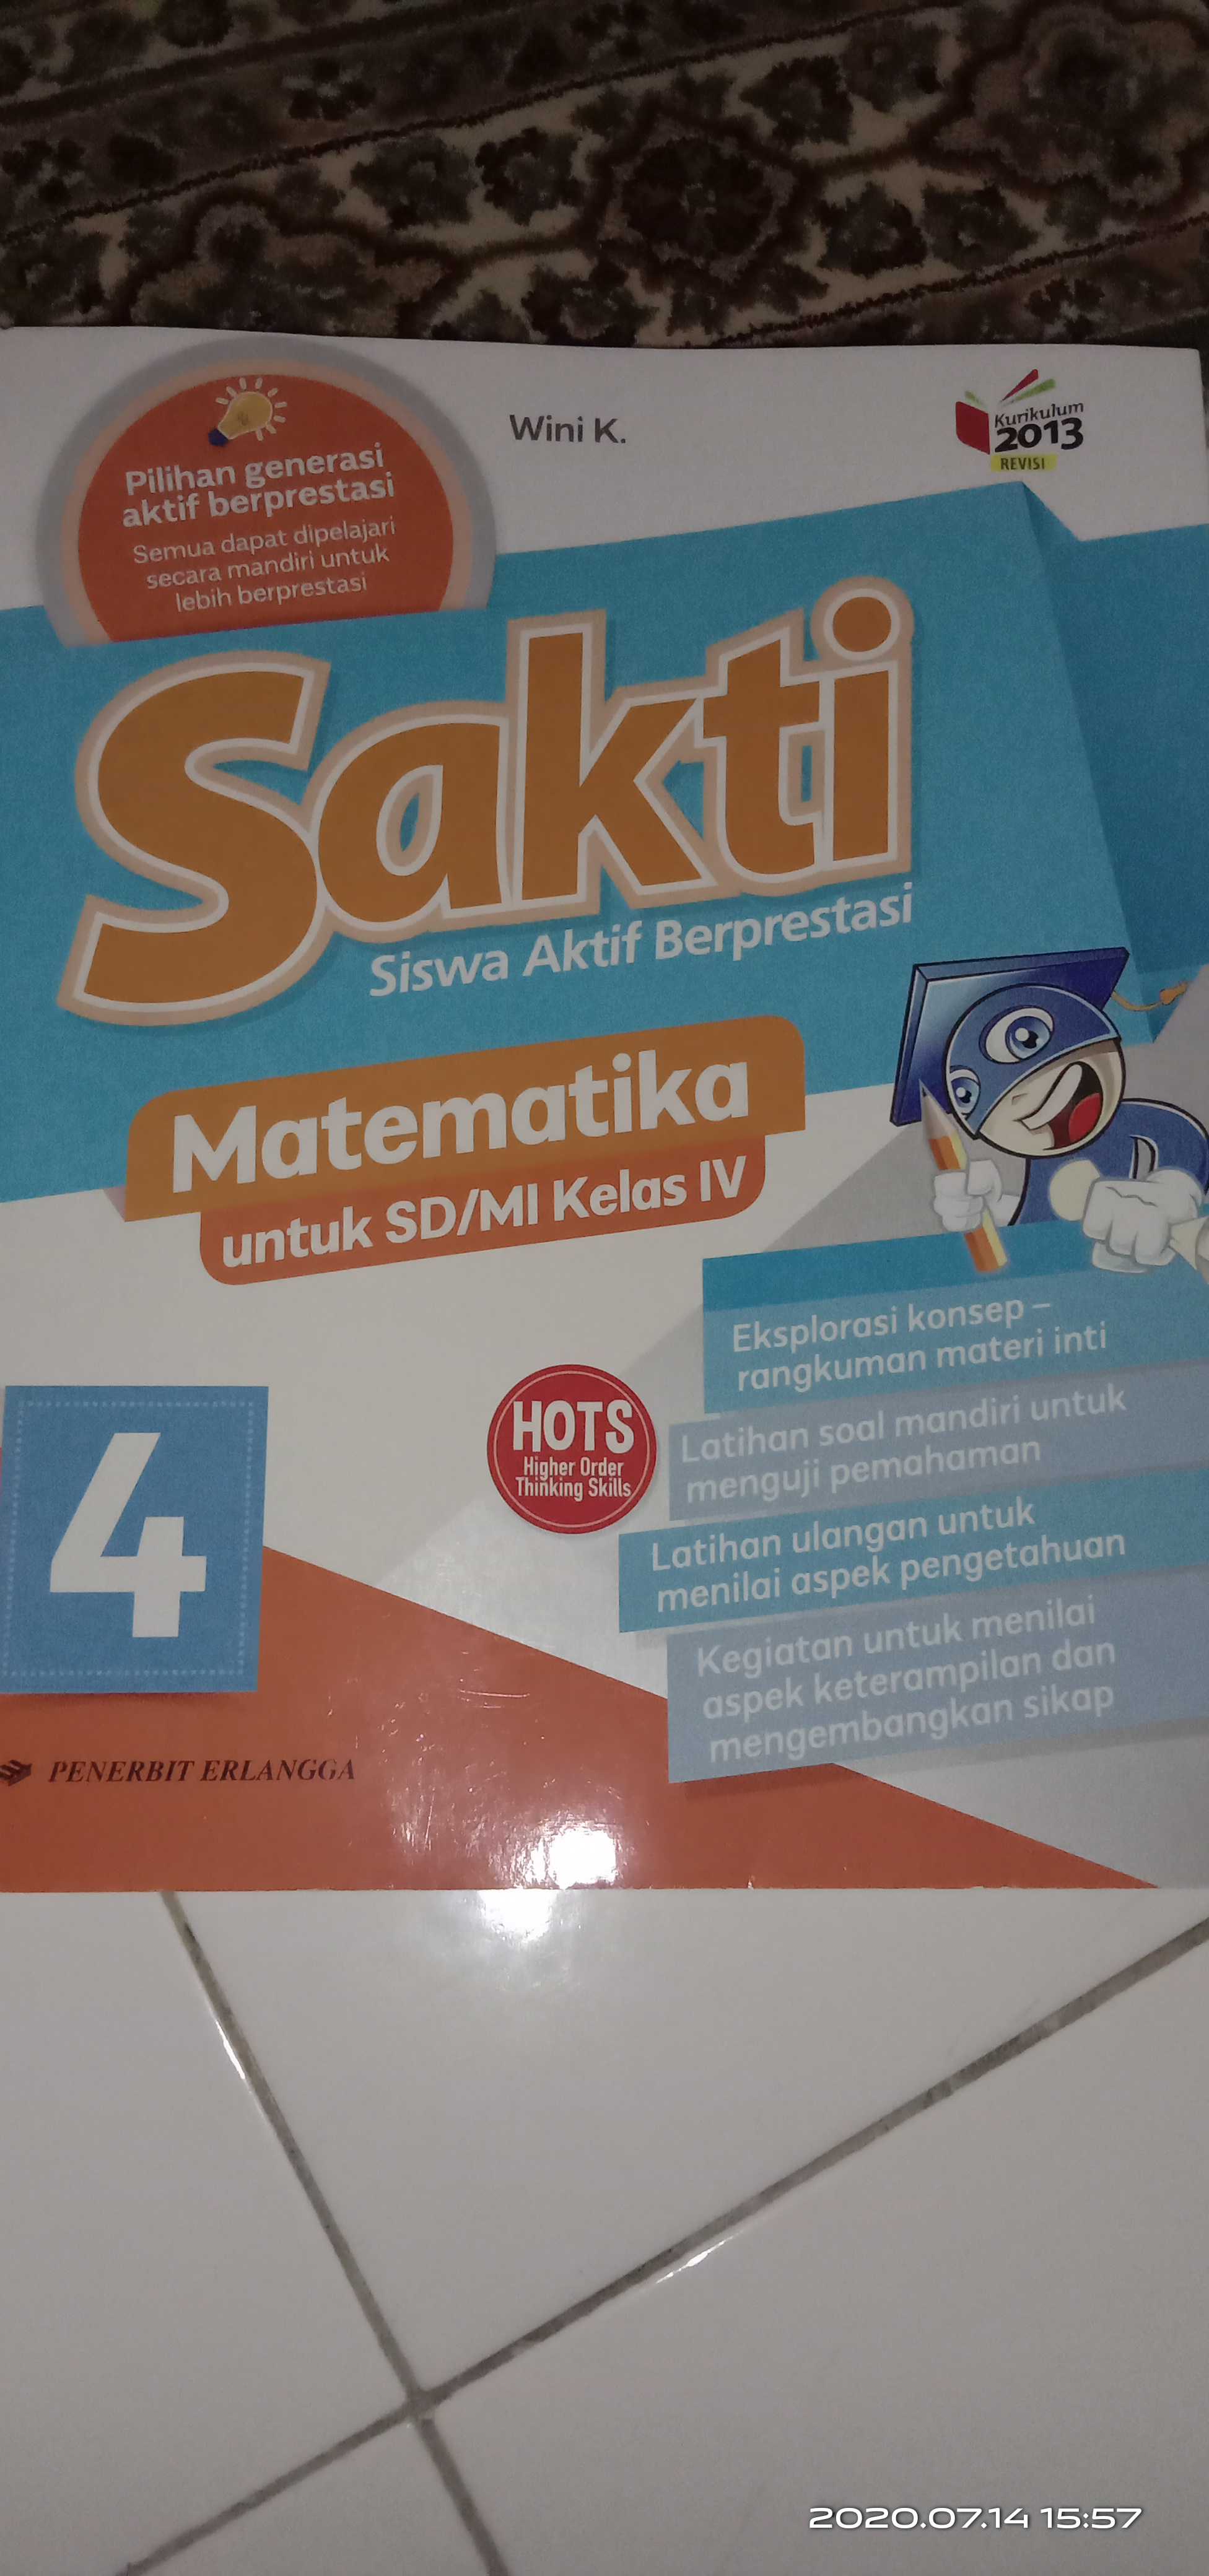 Wini K.
Kurikulum
2013
REVISI
Pilihan generasi
aktif berprestasi
Semua dapat dipelajari
secara mandiri untuk
lebih berprestasi
Sakti
Siswa Aktif Berprestasi
Matematika
untuk SD/MI Kelas IV
Eksplorasi konsep –
rangkuman materi inti
HOTS
Higher Order
Thinking Skills
Latihan soal mandiri untuk
menguji pemahaman
Latihan ulangan untuk
menilai aspek pengetahuan
Kegiatan untuk menilai
aspek keterampilan dan
mengembangkan sikap
4
PENERBIT ERLANGGA
2020.07.14 15:57